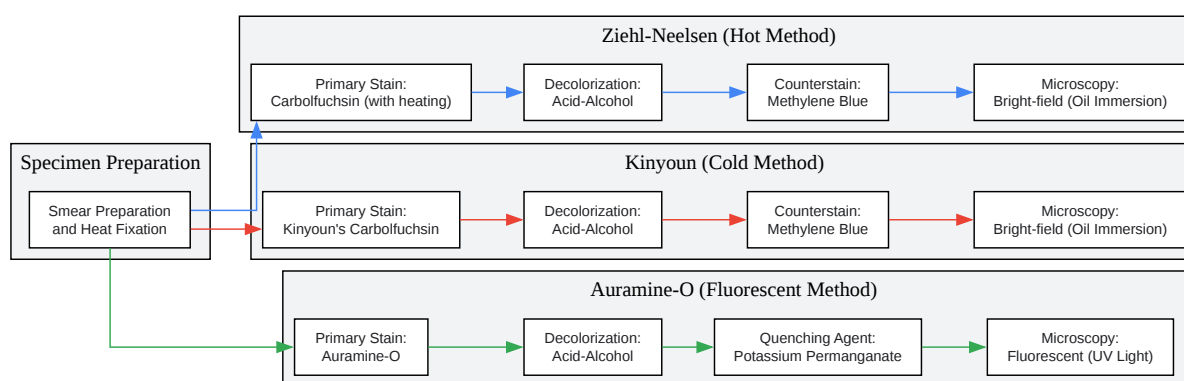 Ziehl-Neelsen (Hot Method)
Primary Stain:
Carbolfuchsin (with heating)
Decolorization:
Acid-Alcohol
Counterstain:
Methylene Blue
Microscopy:
Bright-field (Oil Immersion)
Specimen Preparation
Smear Preparation
and Heat Fixation
Kinyoun (Cold Method)
Primary Stain:
Kinyoun's Carbolfuchsin
Decolorization:
Acid-Alcohol
Counterstain:
Methylene Blue
Microscopy:
Bright-field (Oil Immersion)
Auramine-O (Fluorescent Method)
Primary Stain:
Auramine-O
Decolorization:
Acid-Alcohol
Quenching Agent:
Potassium Permanganate
Microscopy:
Fluorescent (UV Light)